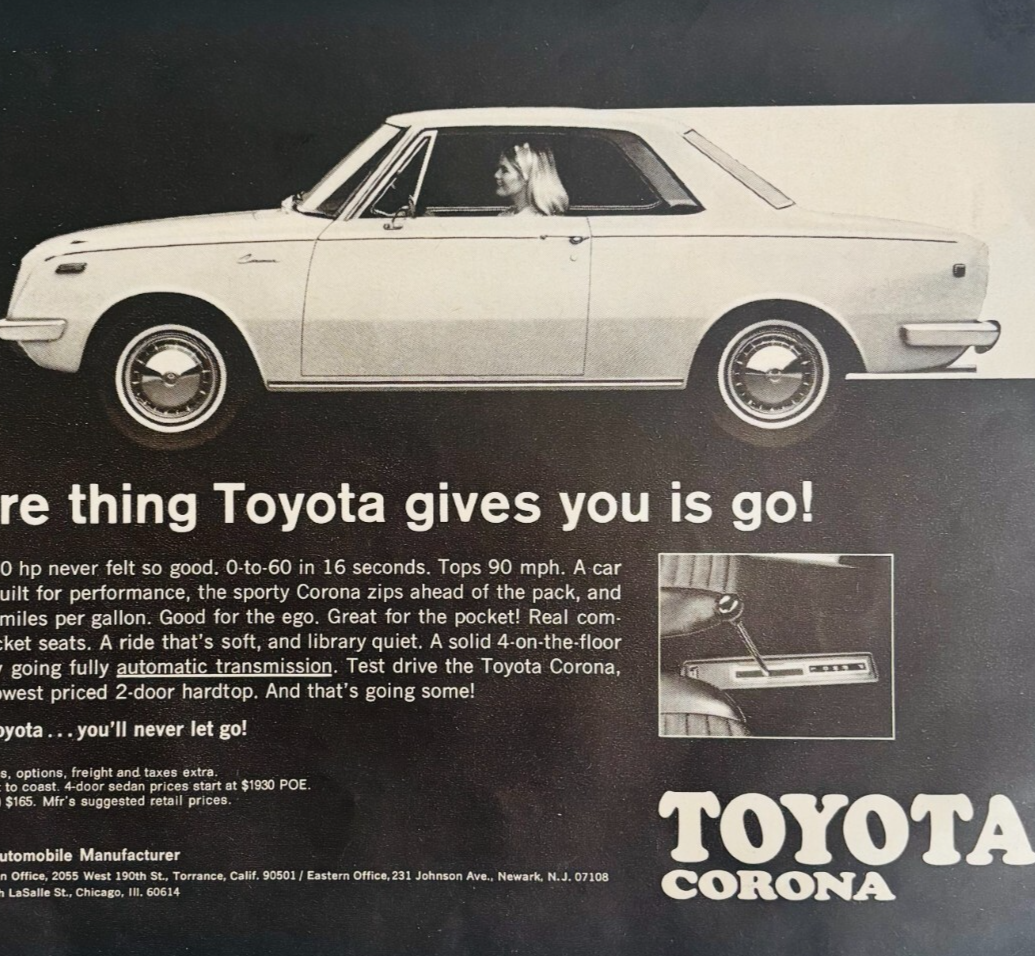 Corona
re thing Toyota gives you is go!
0 hp never felt so good. 0-to-60 in 16 seconds. Tops 90 mph. A car
uilt for performance, the sporty Corona zips ahead of the pack, and
miles per gallon. Good for the ego. Great for the pocket! Real com-
cket seats. A ride that's soft, and library quiet. A solid 4-on-the-floor
y going fully automatic transmission. Test drive the Toyota Corona,
owest priced 2-door hardtop. And that's going some!
oyota...you'll never let go!
s, options, freight and taxes extra.
t to coast. 4-door sedan prices start at $1930 POE.
$165. Mfr's suggested retail prices.
utomobile Manufacturer
n Office, 2055 West 190th St., Torrance, Calif. 90501 / Eastern Office, 231 Johnson Ave., Newark, N.J. 07108
h LaSalle St., Chicago, Ill. 60614
TOYOTA
CORONA